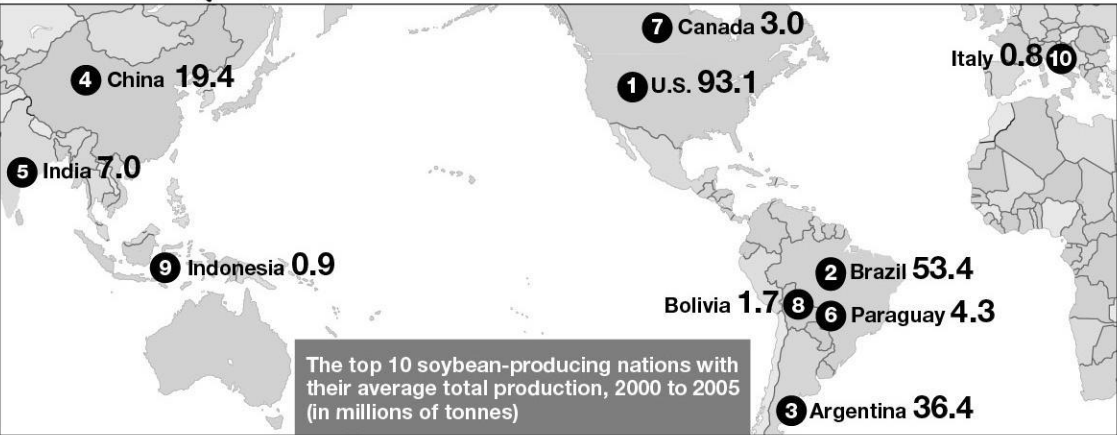 7 Canada 3.0
Italy 0.8 10
4 China 19.4
1 U.S. 93.1
5 India 7.0
9 Indonesia 0.9
2 Brazil 53.4
Bolivia 1.7 8
6 Paraguay 4.3
The top 10 soybean-producing nations with
their average total production, 2000 to 2005
(in millions of tonnes)
3 Argentina 36.4